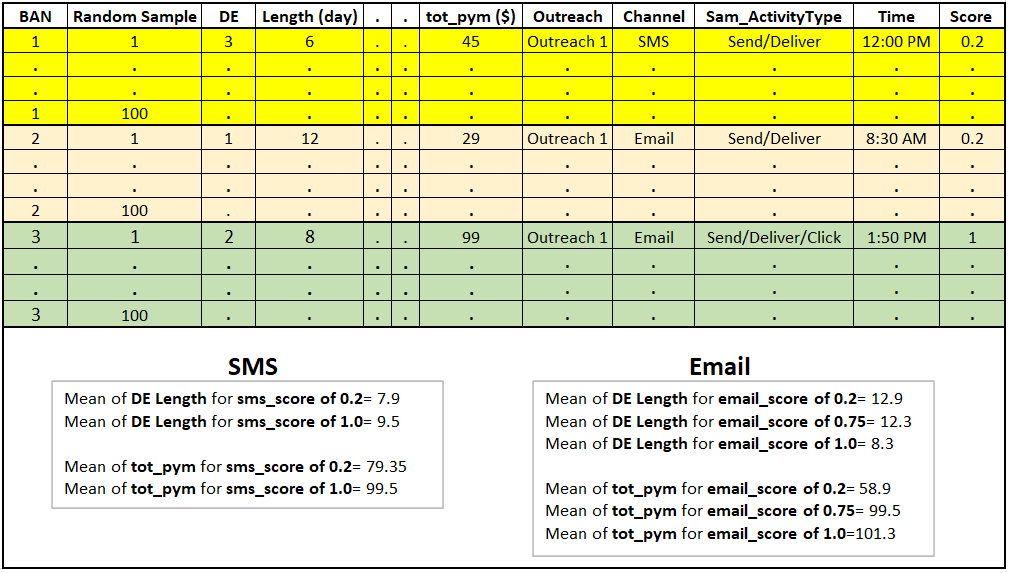 BAN Random Sample DE Length (day) . . tot_pym ($) Outreach Channel Sam_ActivityType Time Score
1 1 3 6 . . 45 Outreach 1 SMS Send/Deliver 12:00 PM 0.2
. . . . . . . . . . . .
. . . . . . . . . . . .
1 100 . . . . . . . . . .
2 1 1 12 . . 29 Outreach 1 Email Send/Deliver 8:30 AM 0.2
. . . . . . . . . . . .
. . . . . . . . . . . .
2 100 . . . . . . . . . .
3 1 2 8 . . 99 Outreach 1 Email Send/Deliver/Click 1:50 PM 1
. . . . . . . . . . . .
. . . . . . . . . . . .
3 100 . . . . . . . . . .
SMS
Mean of DE Length for sms_score of 0.2= 7.9
Mean of DE Length for sms_score of 1.0= 9.5
Mean of tot_pym for sms_score of 0.2= 79.35
Mean of tot_pym for sms_score of 1.0= 99.5
Email
Mean of DE Length for email_score of 0.2= 12.9
Mean of DE Length for email_score of 0.75= 12.3
Mean of DE Length for email_score of 1.0= 8.3
Mean of tot_pym for email_score of 0.2= 58.9
Mean of tot_pym for email_score of 0.75= 99.5
Mean of tot_pym for email_score of 1.0=101.3